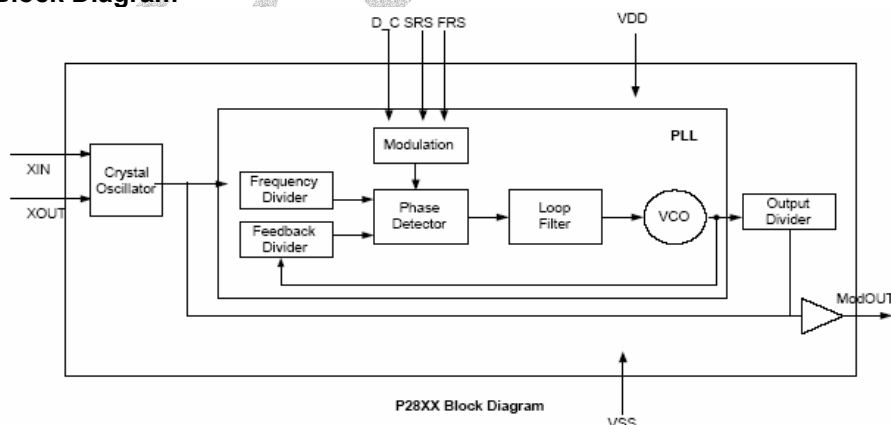 Block Diagram
D_C SRS FRS
VDD
PLL
XIN
XOUT
Crystal
Oscillator
Modulation
Frequency
Divider
Feedback
Divider
Phase
Detector
Loop
Filter
VCO
Output
Divider
ModOUT
P28XX Block Diagram
VSS